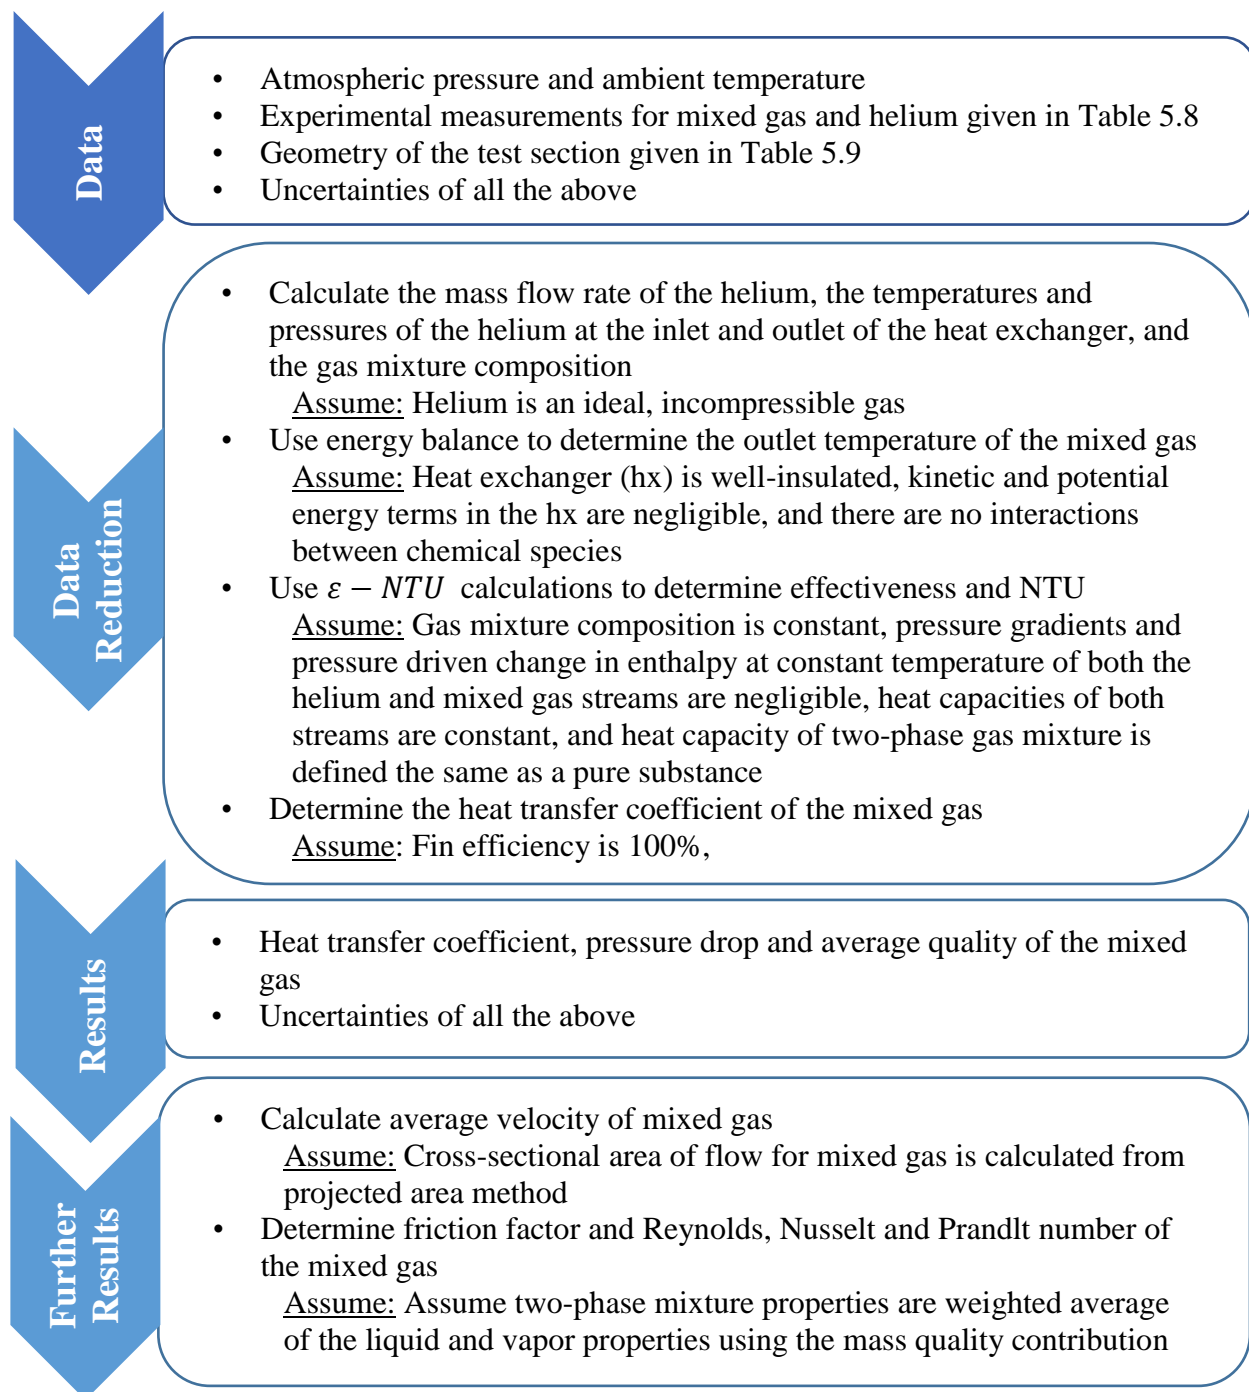 Data
• Atmospheric pressure and ambient temperature
• Experimental measurements for mixed gas and helium given in Table 5.8
• Geometry of the test section given in Table 5.9
• Uncertainties of all the above
Data
Reduction
• Calculate the mass flow rate of the helium, the temperatures and
pressures of the helium at the inlet and outlet of the heat exchanger, and
the gas mixture composition
Assume: Helium is an ideal, incompressible gas
• Use energy balance to determine the outlet temperature of the mixed gas
Assume: Heat exchanger (hx) is well-insulated, kinetic and potential
energy terms in the hx are negligible, and there are no interactions
between chemical species
• Use ε − NTU calculations to determine effectiveness and NTU
Assume: Gas mixture composition is constant, pressure gradients and
pressure driven change in enthalpy at constant temperature of both the
helium and mixed gas streams are negligible, heat capacities of both
streams are constant, and heat capacity of two-phase gas mixture is
defined the same as a pure substance
• Determine the heat transfer coefficient of the mixed gas
Assume: Fin efficiency is 100%,
Results
• Heat transfer coefficient, pressure drop and average quality of the mixed
gas
• Uncertainties of all the above
Further
Results
• Calculate average velocity of mixed gas
Assume: Cross-sectional area of flow for mixed gas is calculated from
projected area method
• Determine friction factor and Reynolds, Nusselt and Prandlt number of
the mixed gas
Assume: Assume two-phase mixture properties are weighted average
of the liquid and vapor properties using the mass quality contribution